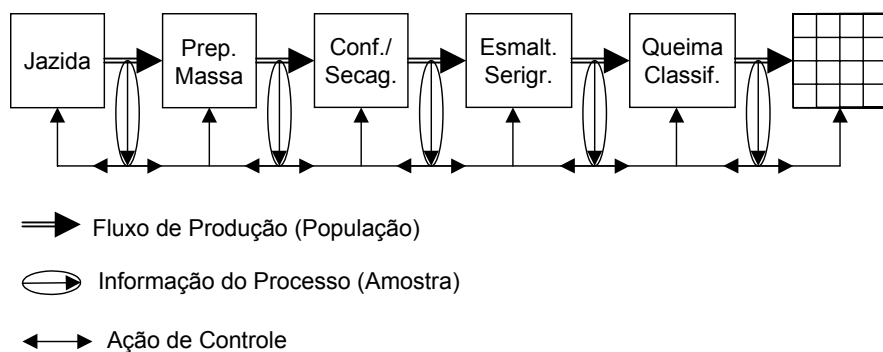 Jazida
Prep.
Massa
Conf./
Secag.
Esmalt.
Serigr.
Queima
Classif.
Fluxo de Produção (População)
Informação do Processo (Amostra)
Ação de Controle